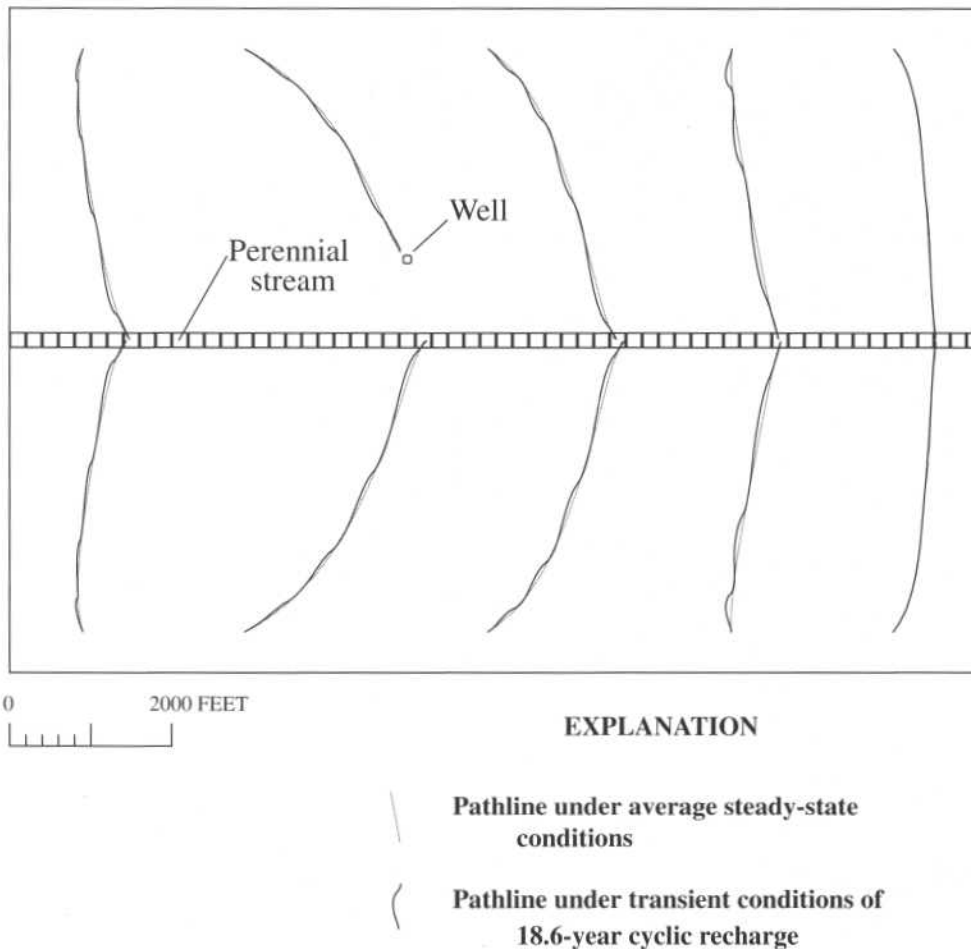 Well
Perennial
stream
0
2000 FEET
EXPLANATION
Pathline under average steady-state
conditions
Pathline under transient conditions of
18.6-year cyclic recharge